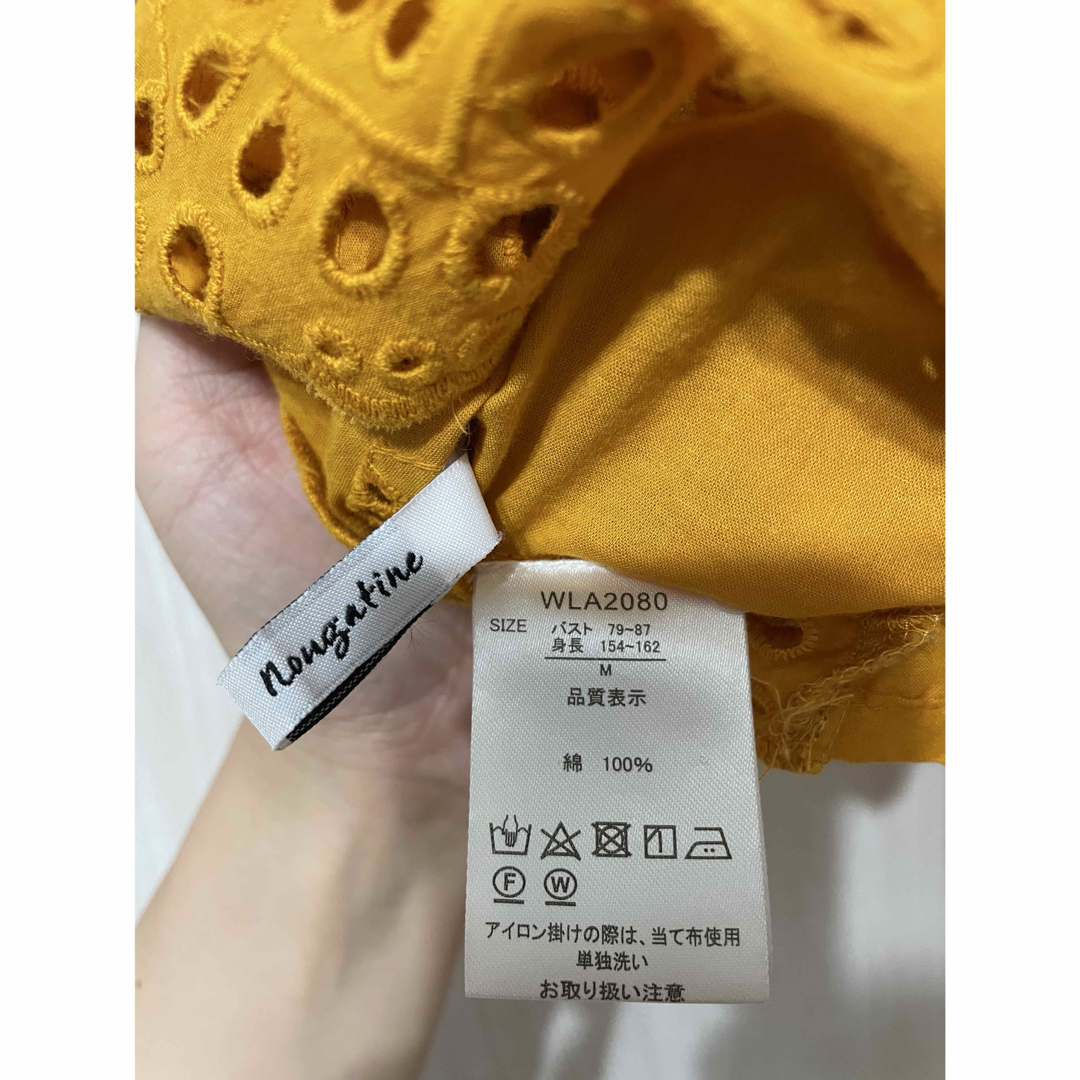 nougatine
WLA2080
SIZE バスト 79~87
身長 154~162
M
品質表示
綿 100%
F W
アイロン掛けの際は、当て布使用
単独洗い
お取り扱い注意